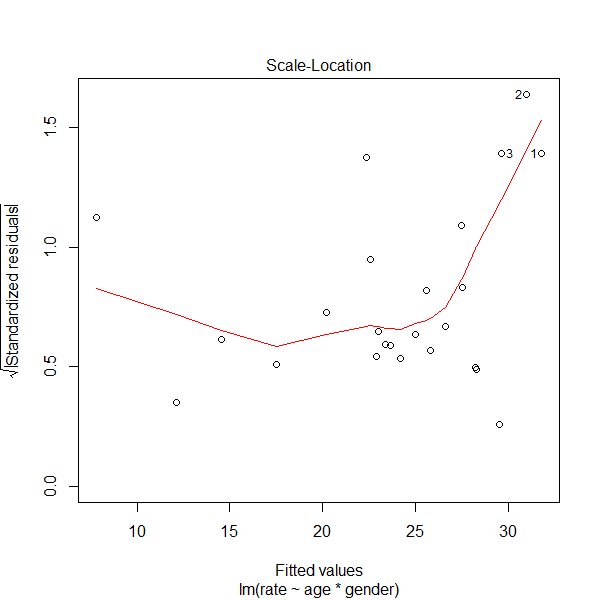 Scale-Location
√|Standardized residuals|
1.5
1.0
0.5
0.0
2
3
1
10 15 20 25 30
Fitted values
lm(rate ~ age * gender)